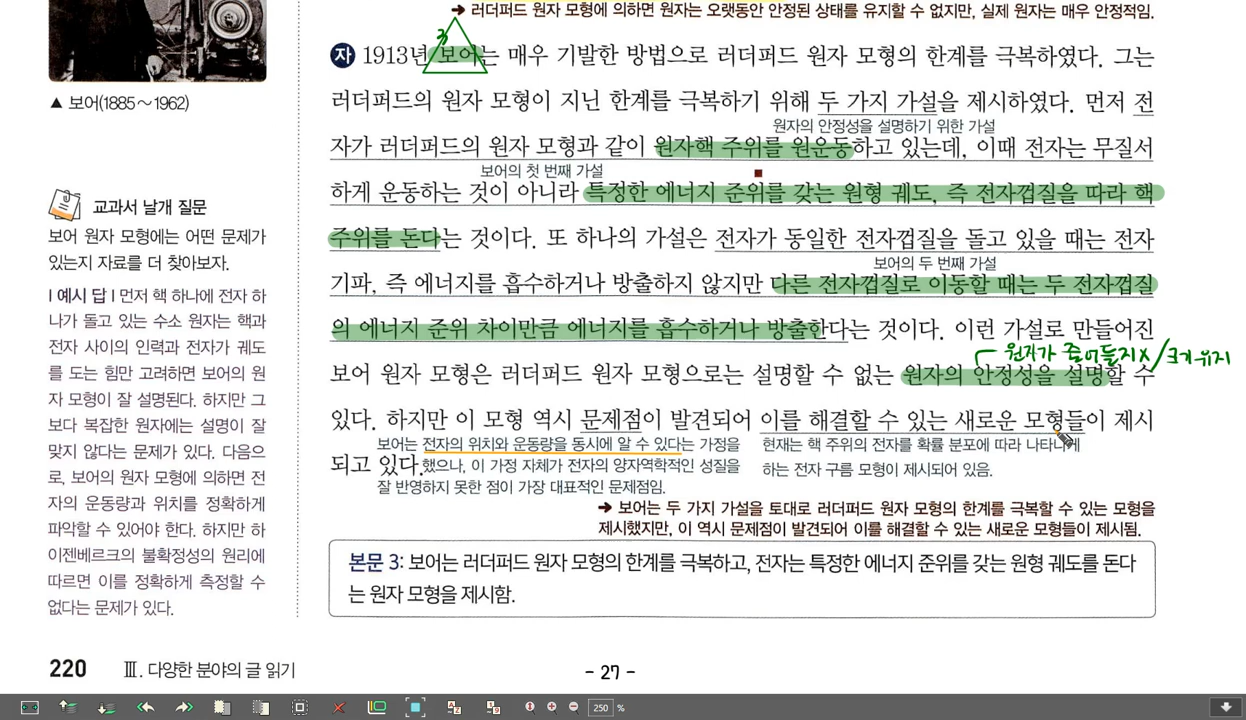 ➔ 러더퍼드 원자 모형에 의하면 원자는 오랫동안 안정된 상태를 유지할 수 없지만, 실제 원자는 매우 안정적임.
3
자 1913년 보어는 매우 기발한 방법으로 러더퍼드 원자 모형의 한계를 극복하였다. 그는
▲ 보어(1885~1962)
러더퍼드의 원자 모형이 지닌 한계를 극복하기 위해 두 가지 가설을 제시하였다. 먼저 전
원자의 안정성을 설명하기 위한 가설
자가 러더퍼드의 원자 모형과 같이 원자핵 주위를 원운동하고 있는데, 이때 전자는 무질서
보어의 첫 번째 가설
하게 운동하는 것이 아니라 특정한 에너지 준위를 갖는 원형 궤도, 즉 전자껍질을 따라 핵
주위를 돈다는 것이다. 또 하나의 가설은 전자가 동일한 전자껍질을 돌고 있을 때는 전자
보어의 두 번째 가설
기파, 즉 에너지를 흡수하거나 방출하지 않지만 다른 전자껍질로 이동할 때는 두 전자껍질
의 에너지 준위 차이만큼 에너지를 흡수하거나 방출한다는 것이다. 이런 가설로 만들어진
원자가 줄어들지X/크기유지
보어 원자 모형은 러더퍼드 원자 모형으로는 설명할 수 없는 원자의 안정성을 설명할 수
있다. 하지만 이 모형 역시 문제점이 발견되어 이를 해결할 수 있는 새로운 모형들이 제시
되고 있다.
보어는 전자의 위치와 운동량을 동시에 알 수 있다는 가정을
했으나, 이 가정 자체가 전자의 양자역학적인 성질을
잘 반영하지 못한 점이 가장 대표적인 문제점임.
현재는 핵 주위의 전자를 확률 분포에 따라 나타나게
하는 전자 구름 모형이 제시되어 있음.
➔ 보어는 두 가지 가설을 토대로 러더퍼드 원자 모형의 한계를 극복할 수 있는 모형을
제시했지만, 이 역시 문제점이 발견되어 이를 해결할 수 있는 새로운 모형들이 제시됨.
본문 3: 보어는 러더퍼드 원자 모형의 한계를 극복하고, 전자는 특정한 에너지 준위를 갖는 원형 궤도를 돈다
는 원자 모형을 제시함.
교과서 날개 질문
보어 원자 모형에는 어떤 문제가
있는지 자료를 더 찾아보자.
| 예시 답 | 먼저 핵 하나에 전자 하
나가 돌고 있는 수소 원자는 핵과
전자 사이의 인력과 전자가 궤도
를 도는 힘만 고려하면 보어의 원
자 모형이 잘 설명된다. 하지만 그
보다 복잡한 원자에는 설명이 잘
맞지 않다는 문제가 있다. 다음으
로, 보어의 원자 모형에 의하면 전
자의 운동량과 위치를 정확하게
파악할 수 있어야 한다. 하지만 하
이젠베르크의 불확정성의 원리에
따르면 이를 정확하게 측정할 수
없다는 문제가 있다.
220 Ⅲ. 다양한 분야의 글 읽기
- 27 -
250 %